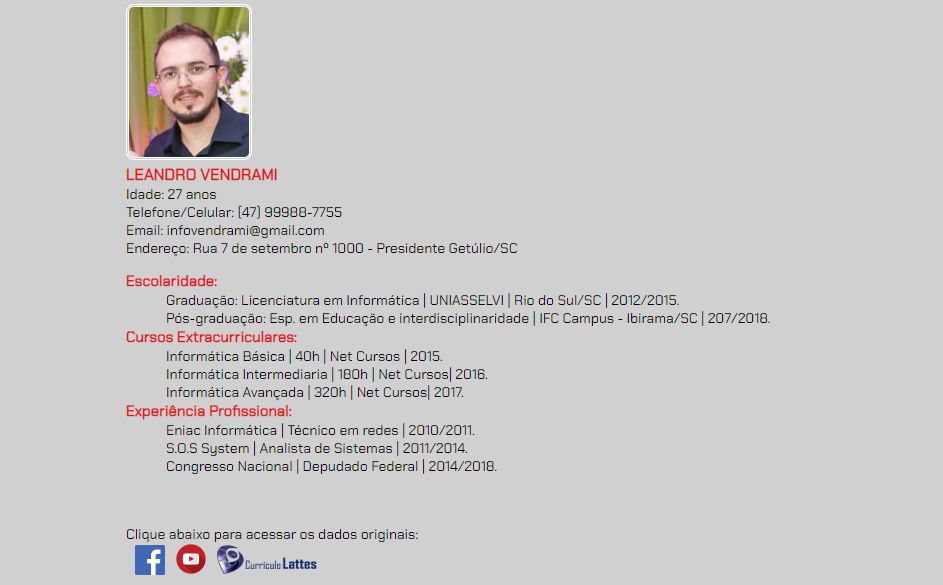 LEANDRO VENDRAMI
Idade: 27 anos
Telefone/Celular: (47) 99988-7755
Email: infovendrami@gmail.com
Endereço: Rua 7 de setembro nº 1000 - Presidente Getúlio/SC
Escolaridade:
Graduação: Licenciatura em Informática | UNIASSELVI | Rio do Sul/SC | 2012/2015.
Pós-graduação: Esp. em Educação e interdisciplinaridade | IFC Campus - Ibirama/SC | 207/2018.
Cursos Extracurriculares:
Informática Básica | 40h | Net Cursos | 2015.
Informática Intermediaria | 180h | Net Cursos| 2016.
Informática Avançada | 320h | Net Cursos| 2017.
Experiência Profissional:
Eniac Informática | Técnico em redes | 2010/2011.
S.O.S System | Analista de Sistemas | 2011/2014.
Congresso Nacional | Depudado Federal | 2014/2018.
Clique abaixo para acessar os dados originais:
f Currículo Lattes